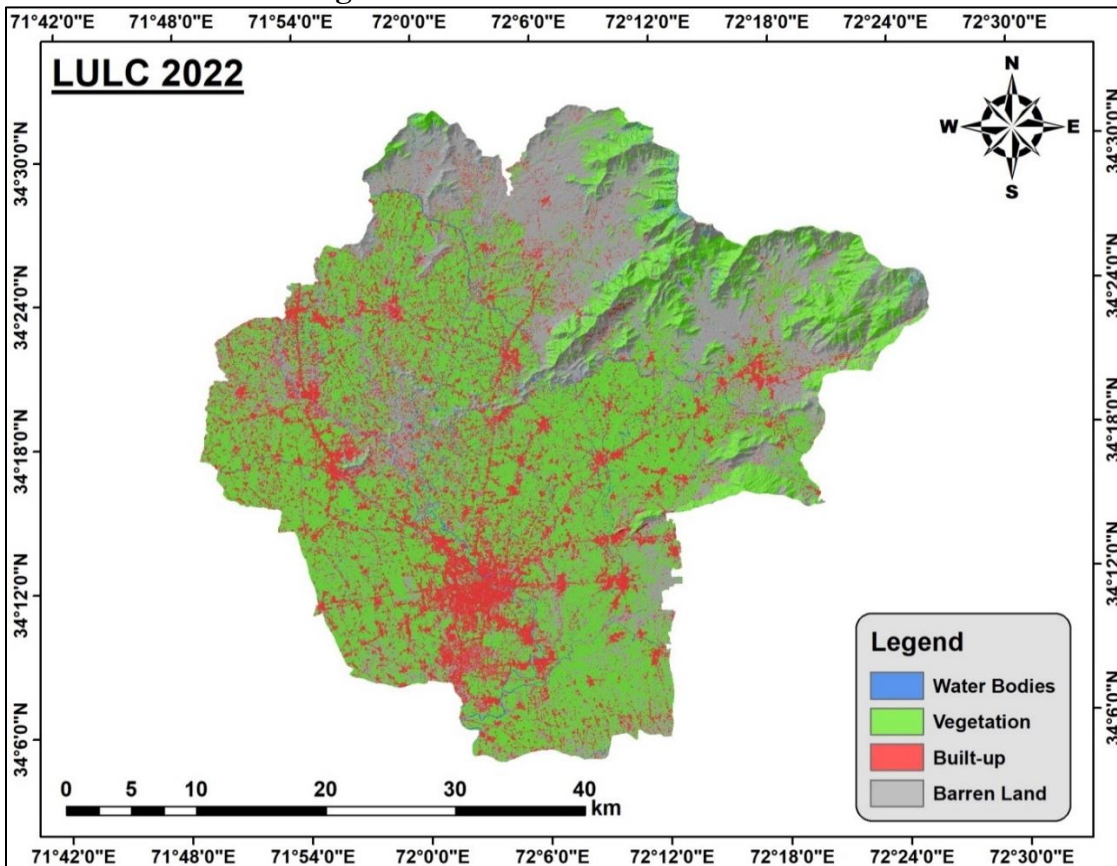 71°42'0"E 71°48'0"E 71°54'0"E 72°0'0"E 72°6'0"E 72°12'0"E 72°18'0"E 72°24'0"E 72°30'0"E
LULC 2022
N
W E
S
34°30'0"N
34°24'0"N
34°18'0"N
34°12'0"N
34°6'0"N
34°30'0"N
34°24'0"N
34°18'0"N
34°12'0"N
34°6'0"N
Legend
Water Bodies
Vegetation
Built-up
Barren Land
0 5 10 20 30 40
km
71°42'0"E 71°48'0"E 71°54'0"E 72°0'0"E 72°6'0"E 72°12'0"E 72°18'0"E 72°24'0"E 72°30'0"E